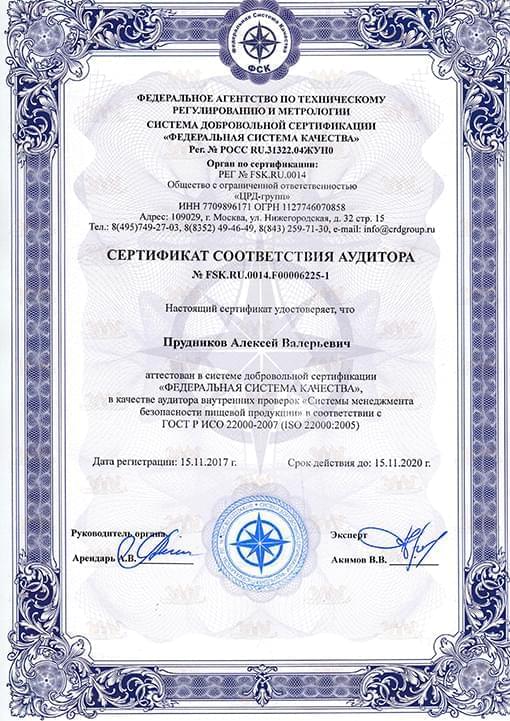 Федеральная Система Качества
ФСК
ФЕДЕРАЛЬНОЕ АГЕНТСТВО ПО ТЕХНИЧЕСКОМУ
РЕГУЛИРОВАНИЮ И МЕТРОЛОГИИ
СИСТЕМА ДОБРОВОЛЬНОЙ СЕРТИФИКАЦИИ
«ФЕДЕРАЛЬНАЯ СИСТЕМА КАЧЕСТВА»
Рег. № РОСС RU.31322.04ЖУП0
Орган по сертификации:
РЕГ № FSK.RU.0014
Общество с ограниченной ответственностью
«ЦРД-групп»
ИНН 7709896171 ОГРН 1127746070858
Адрес: 109029, г. Москва, ул. Нижегородская, д. 32 стр. 15
Тел.: 8(495)749-27-03, 8(8352) 49-46-49, 8(843) 259-71-30, e-mail: info@crdgroup.ru
СЕРТИФИКАТ СООТВЕТСТВИЯ АУДИТОРА
№ FSK.RU.0014.F00006225-1
Настоящий сертификат удостоверяет, что
Прудников Алексей Валерьевич
аттестован в системе добровольной сертификации
«ФЕДЕРАЛЬНАЯ СИСТЕМА КАЧЕСТВА»,
в качестве аудитора внутренних проверок «Системы менеджмента
безопасности пищевой продукции» в соответствии с
ГОСТ Р ИСО 22000-2007 (ISO 22000:2005)
Дата регистрации: 15.11.2017 г.
Срок действия до: 15.11.2020 г.
Руководитель органа
Арендарь А.В.
Эксперт
Акимов В.В.